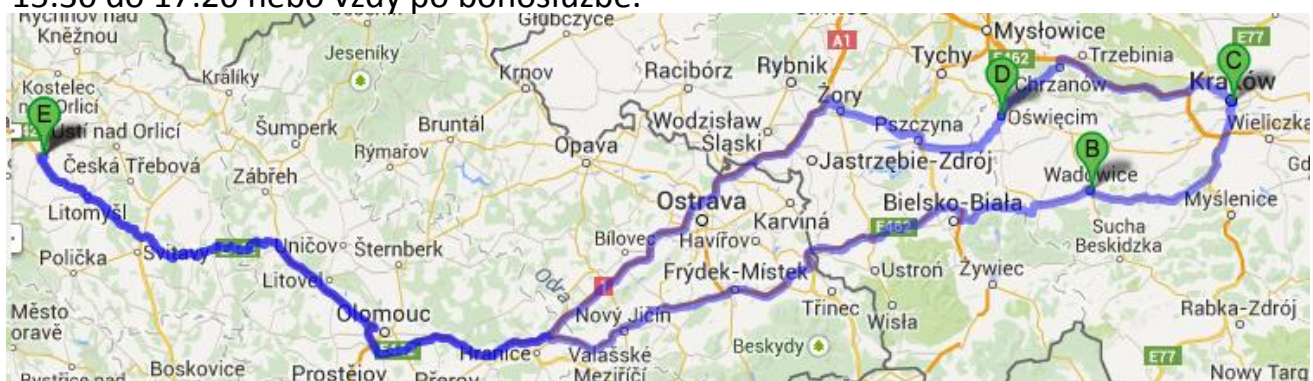 15:30 do 17:20 nebo vždy po bohoslužbě.
Rychnov nad
Kněžnou
Głubczyce
Mysłowice
E77
A1
Jeseníky
Tychy
E462
Trzebinia
Kostelec
Králíky
Krnov
Racibórz
Rybnik
D
Chrzanów
C
Kraków
E
Orlicí
Żory
Oświęcim
Wieliczka
Ústí nad Orlicí
Šumperk
Bruntál
Wodzisław
Śląski
Pszczyna
B
Česká Třebová
Rýmařov
Opava
Jastrzębie-Zdrój
Wadowice
Zábřeh
Litomyšl
Ostrava
Karviná
Bielsko-Biała
Myślenice
Bílovec
Havířov
E462
Sucha
Beskidzka
Polička
Svitavy
Uničov
Šternberk
Litovel
Odra
Frýdek-Místek
Ustroń
Żywiec
1
Město
Olomouc
Nový Jičín
Třinec
Wisła
Rabka-Zdrój
Hranice
Valašské
Meziříčí
Beskydy
E77
Boskovice
Prostějov
Přerov
Nowy Targ